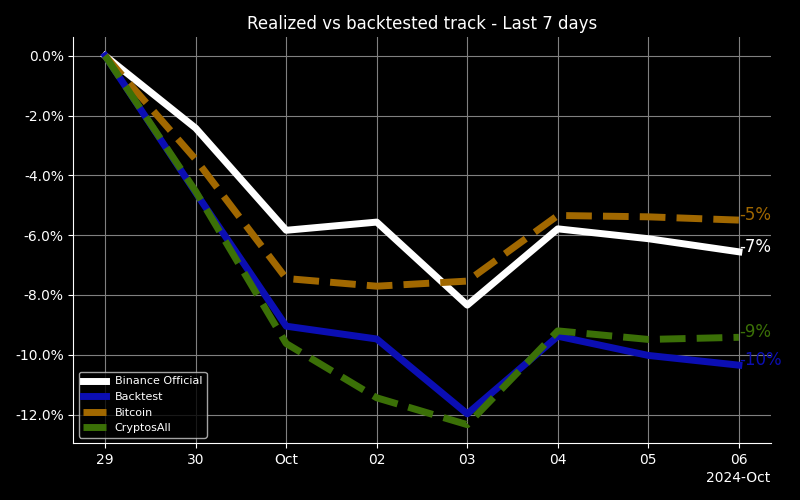 Realized vs backtested track - Last 7 days
0.0%
-2.0%
-4.0%
-6.0%
-8.0%
-10.0%
-12.0%
-5%
-7%
-9%
-10%
Binance Official
Backtest
Bitcoin
CryptosAll
29 30 Oct 02 03 04 05 06
2024-Oct